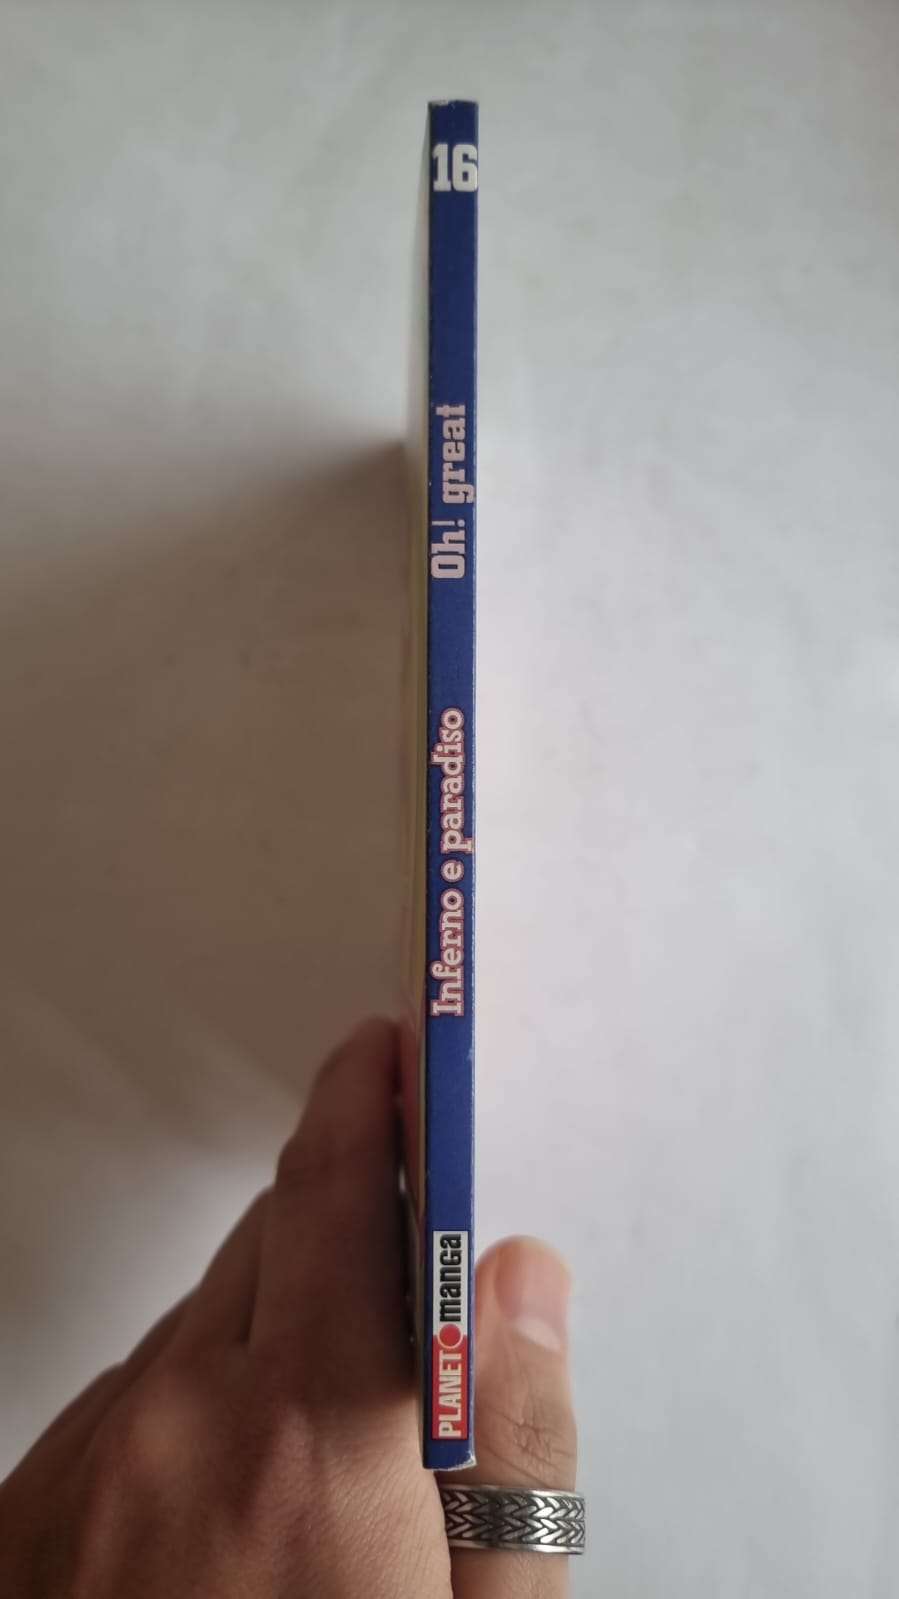 16
Oh! great
Inferno e paradiso
PLANET manga